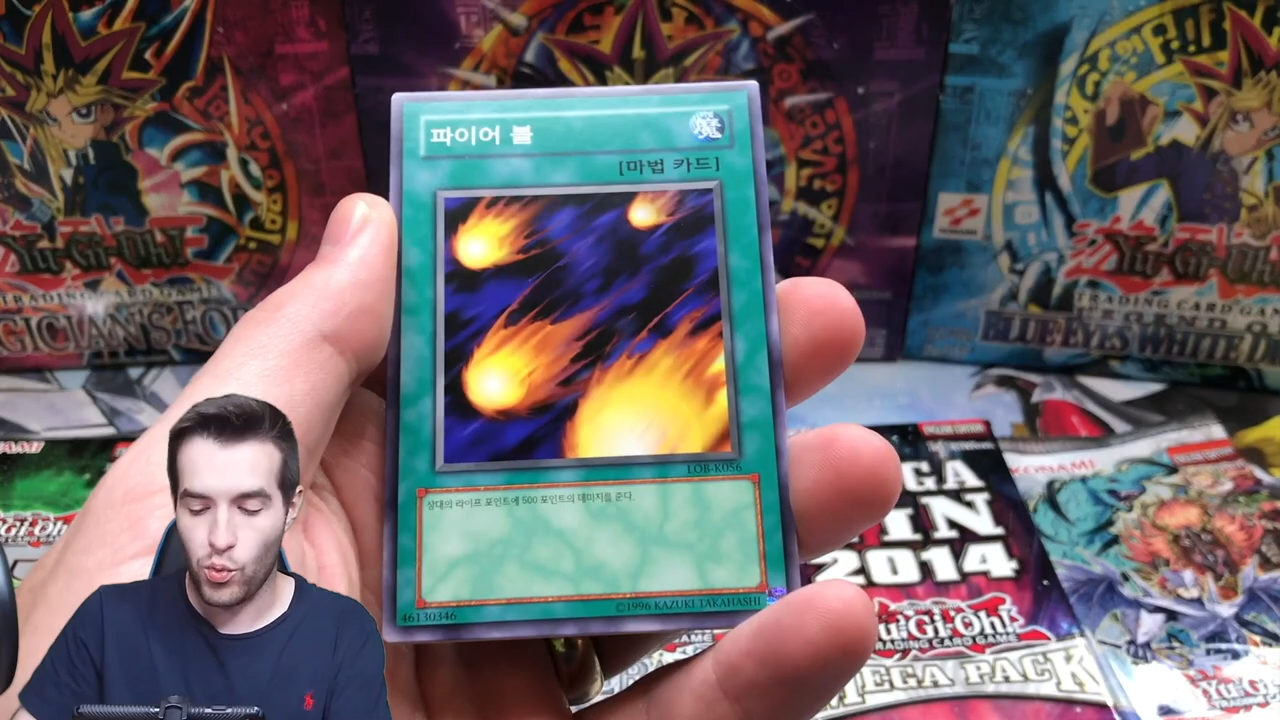 파이어 볼
魔
[마법 카드]
LOB-K056
상대의 라이프 포인트에 500 포인트의 데미지를 준다.
46130346
©1996 KAZUKI TAKAHASHI
Yu-Gi-Oh!
TRADING CARD GAME
KONAMI
Yu-Gi-Oh!
TRADING CARD
BLUE EYES WHITE
KONAMI
2014
Yu-Gi-Oh!
TRADING CARD GAME
MEGA PACK